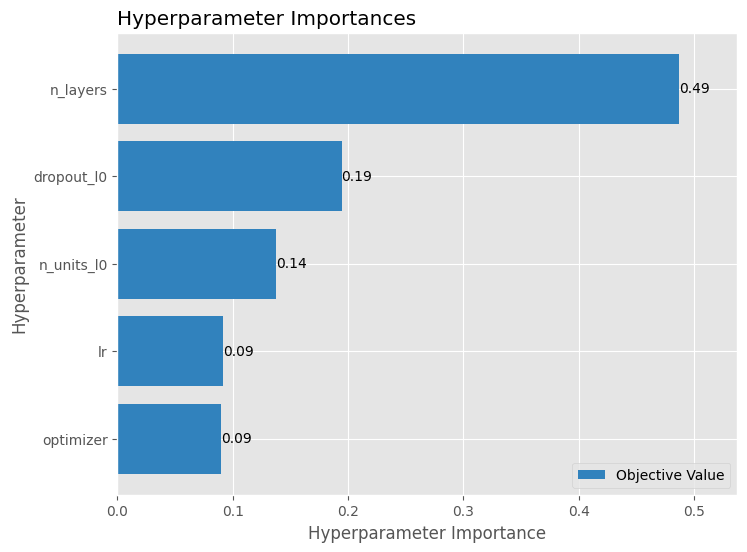 Hyperparameter Importances
Hyperparameter
n_layers
0.49
dropout_l0
0.19
n_units_l0
0.14
lr
0.09
optimizer
0.09
Objective Value
0.0
0.1
0.2
0.3
0.4
0.5
Hyperparameter Importance